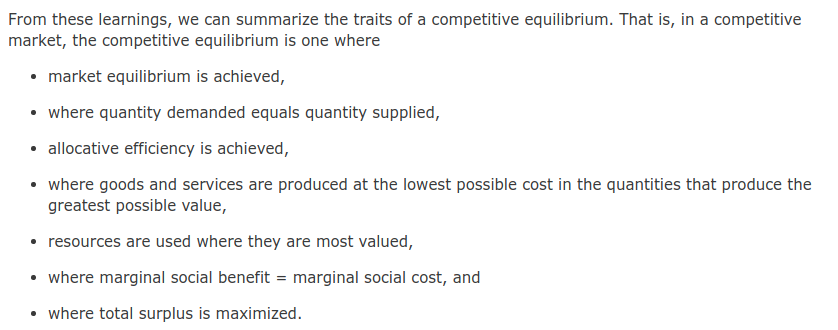 From these learnings, we can summarize the traits of a competitive equilibrium. That is, in a competitive
market, the competitive equilibrium is one where
• market equilibrium is achieved,
• where quantity demanded equals quantity supplied,
• allocative efficiency is achieved,
• where goods and services are produced at the lowest possible cost in the quantities that produce the
greatest possible value,
• resources are used where they are most valued,
• where marginal social benefit = marginal social cost, and
• where total surplus is maximized.